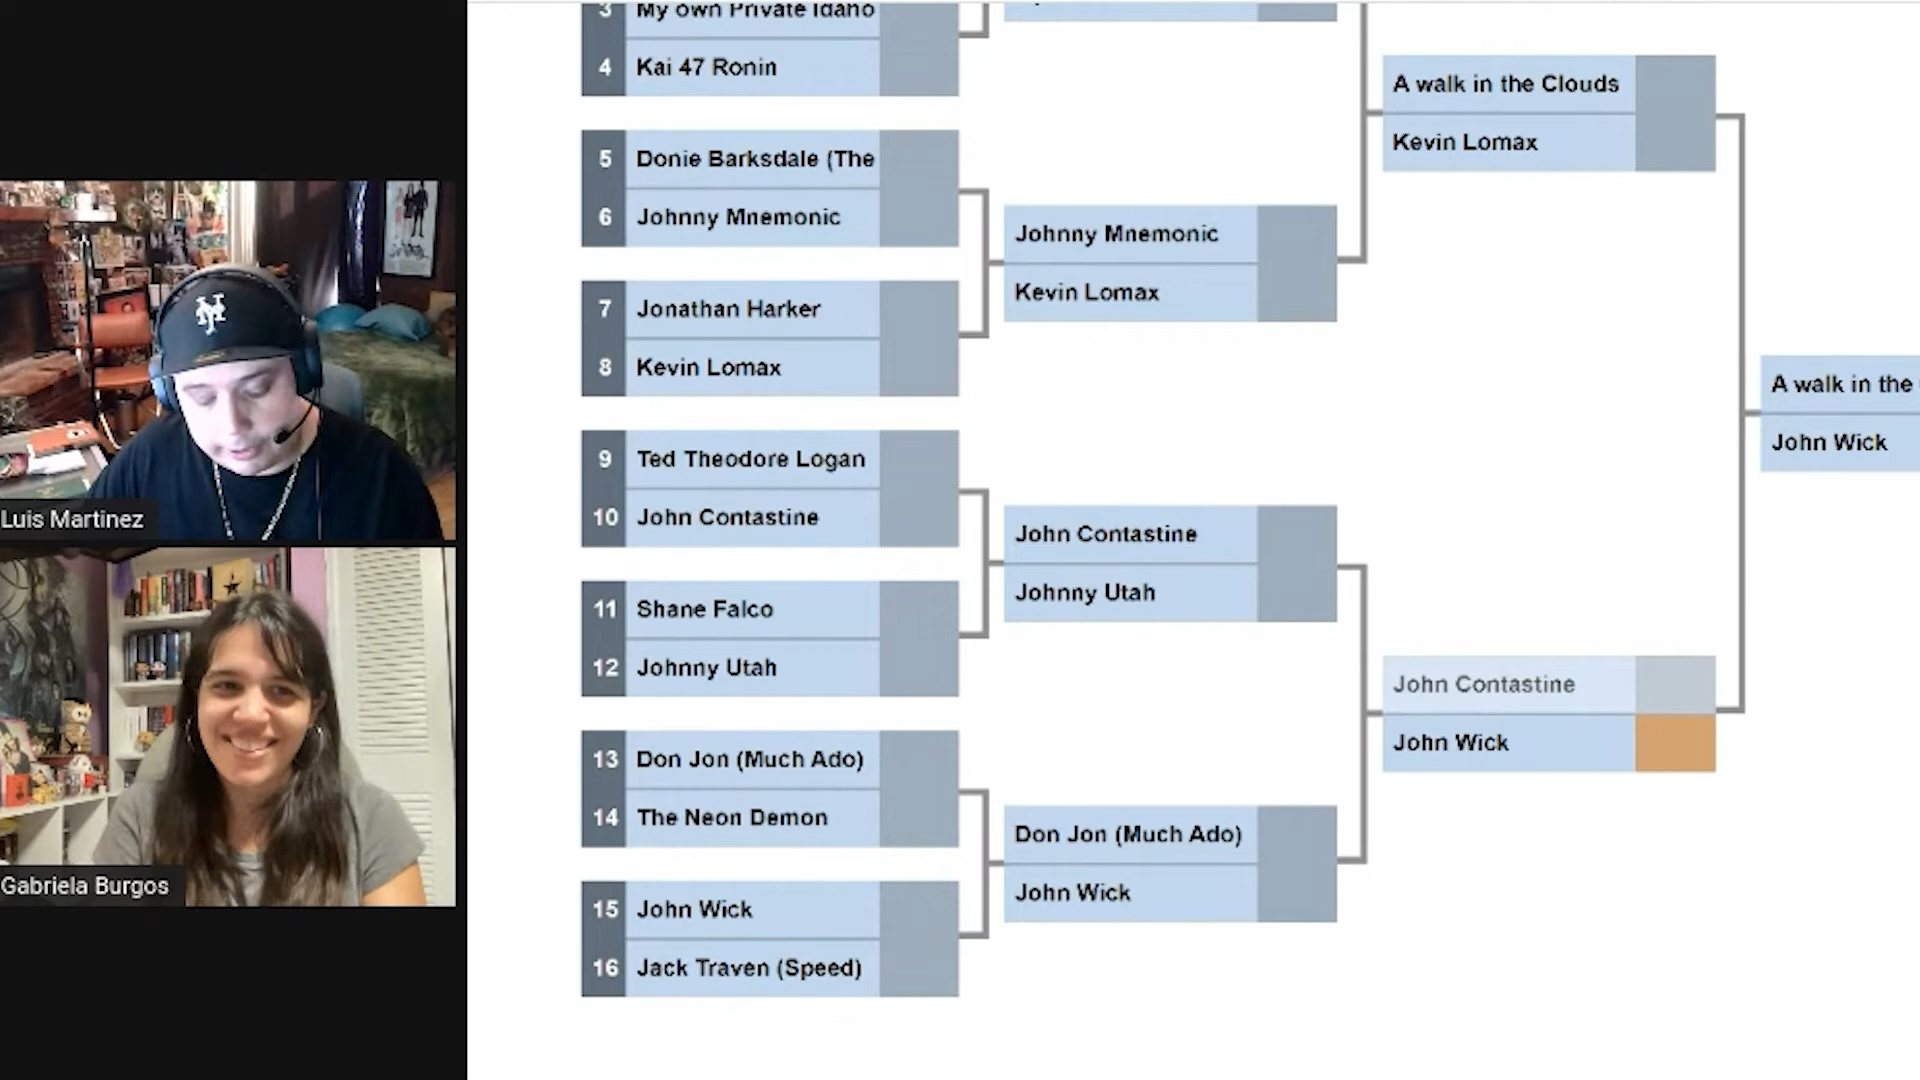 3 My own Private Idaho
4 Kai 47 Ronin
5 Donie Barksdale (The
6 Johnny Mnemonic
7 Jonathan Harker
8 Kevin Lomax
9 Ted Theodore Logan
10 John Contastine
11 Shane Falco
12 Johnny Utah
13 Don Jon (Much Ado)
14 The Neon Demon
15 John Wick
16 Jack Traven (Speed)
Johnny Mnemonic
Kevin Lomax
John Contastine
Johnny Utah
Don Jon (Much Ado)
John Wick
A walk in the Clouds
Kevin Lomax
John Contastine
John Wick
A walk in the
John Wick
Luis Martinez
Gabriela Burgos
NY